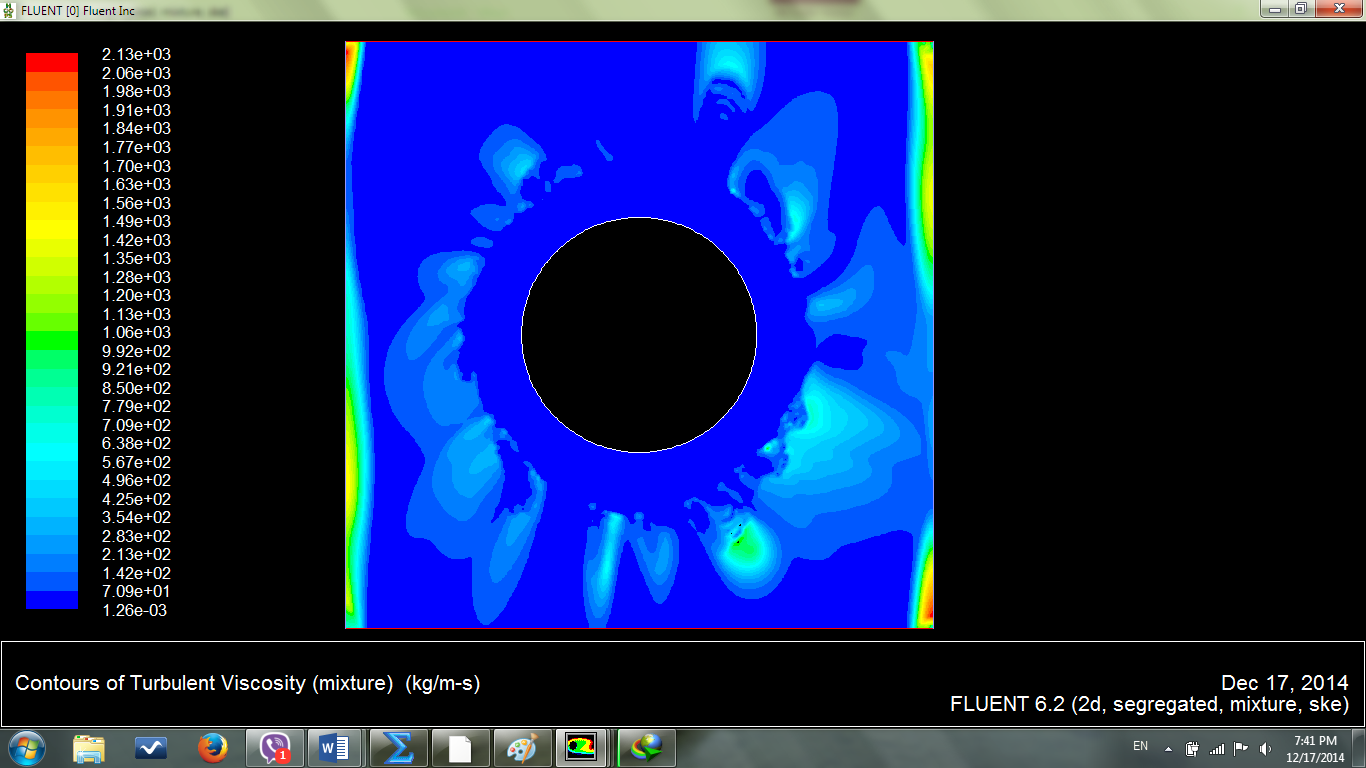 FLUENT [0] Fluent Inc
2.13e+03
2.06e+03
1.98e+03
1.91e+03
1.84e+03
1.77e+03
1.70e+03
1.63e+03
1.56e+03
1.49e+03
1.42e+03
1.35e+03
1.28e+03
1.20e+03
1.13e+03
1.06e+03
9.92e+02
9.21e+02
8.50e+02
7.79e+02
7.09e+02
6.38e+02
5.67e+02
4.96e+02
4.25e+02
3.54e+02
2.83e+02
2.13e+02
1.42e+02
7.09e+01
1.26e-03
Contours of Turbulent Viscosity (mixture) (kg/m-s)
Dec 17, 2014
FLUENT 6.2 (2d, segregated, mixture, ske)
1
W
EN
7:41 PM
12/17/2014